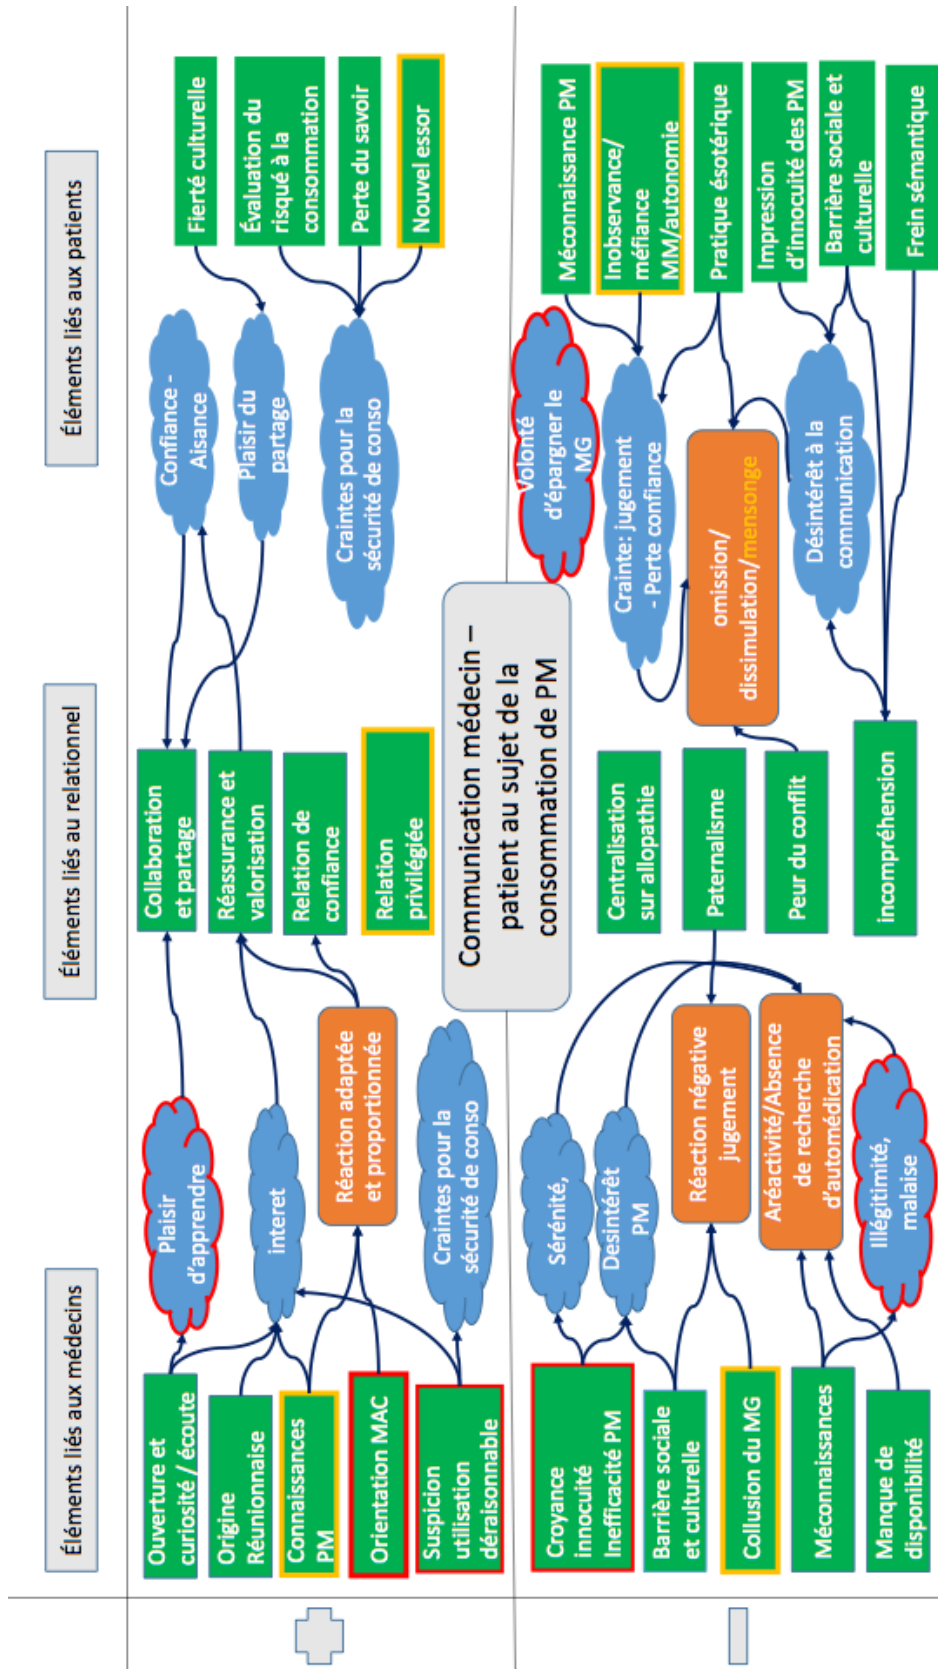 Éléments liés aux médecins
Éléments liés au relationnel
Éléments liés aux patients
Ouverture et
curiosité / écoute
Origine
Réunionnaise
Connaissances
PM
Orientation MAC
Suspicion
utilisation
déraisonnable
Plaisir
d'apprendre
interet
Réaction adaptée
et proportionnée
Craintes pour la
sécurité de conso
Collaboration
et partage
Réassurance et
valorisation
Relation de
confiance
Relation
privilégiée
Confiance -
Aisance
Plaisir du
partage
Craintes pour la
sécurité de conso
Fierté culturelle
Évaluation du
risqué à la
consommation
Perte du savoir
Nouvel essor
Communication médecin –
patient au sujet de la
consommation de PM
Croyance
innocuité
Inefficacité PM
Barrière sociale
et culturelle
Collusion du MG
Méconnaissances
Manque de
disponibilité
Sérénité,
Desintérêt
PM
Réaction négative
jugement
Aréactivité/Absence
de recherche
d'automédication
Illégitimité,
malaise
Centralisation
sur allopathie
Paternalisme
Peur du conflit
incompréhension
Volonté
d'épargner le
MG
Crainte: jugement
- Perte confiance
omission/
dissimulation/mensonge
Désintérêt à la
communication
Méconnaissance PM
Inobservance/
méfiance
MM/autonomie
Pratique ésotérique
Impression
d'innocuité des PM
Barrière sociale et
culturelle
Frein sémantique